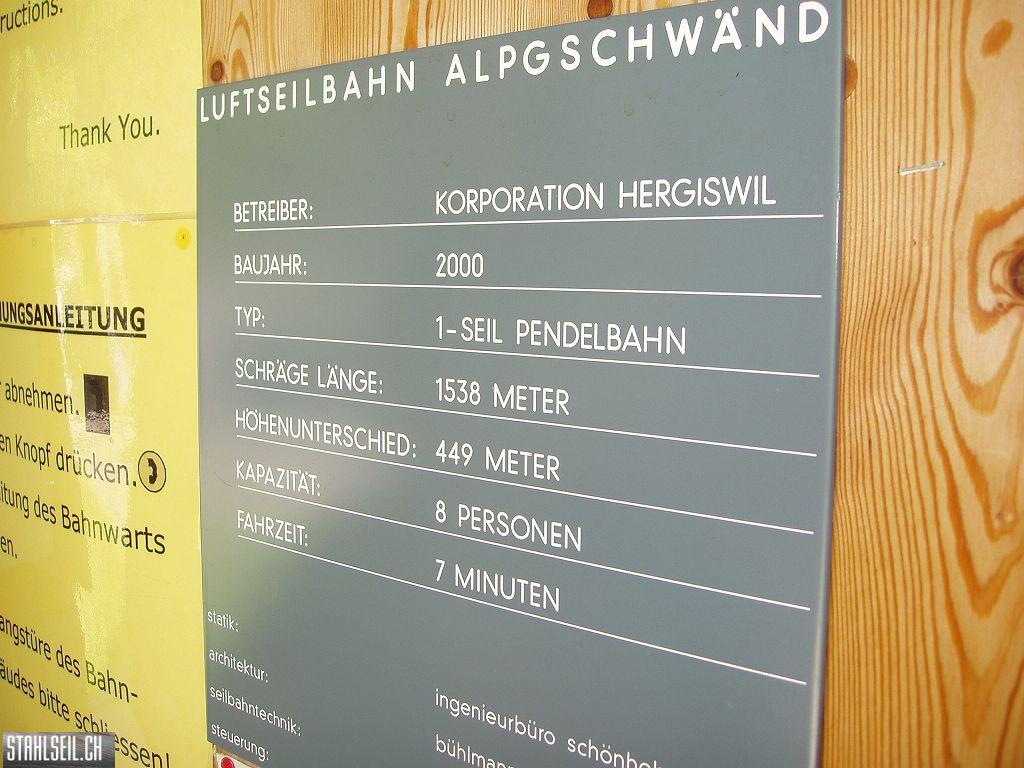 ructions.
Thank You.
UNGSANLEITUNG
abnehmen.
en Knopf drücken.
itung des Bahnwarts
en.
angstüre des Bahn-
äudes bitte schliessen!
LUFTSEILBAHN ALPGSCHWÄND
BETREIBER: KORPORATION HERGISWIL
BAUJAHR: 2000
TYP: 1-SEIL PENDELBAHN
SCHRÄGE LÄNGE: 1538 METER
HÖHENUNTERSCHIED: 449 METER
KAPAZITÄT: 8 PERSONEN
FAHRZEIT: 7 MINUTEN
statik: ingenieurbüro schönhol
architektur: bühlmann
seilbahntechnik:
steuerung:
STAHLSEIL.CH